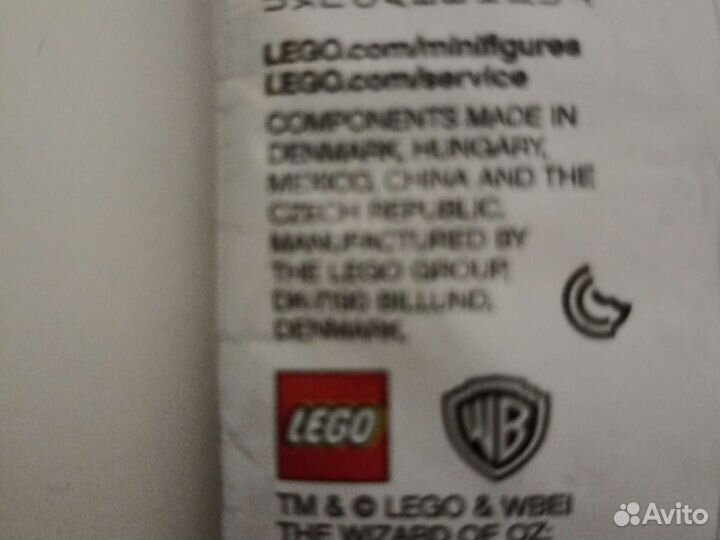 LEGO.com/minifigures
LEGO.com/service
COMPONENTS MADE IN
DENMARK, HUNGARY,
MEXICO, CHINA AND THE
CZECH REPUBLIC.
MANUFACTURED BY
THE LEGO GROUP,
BILLUND,
DENMARK.
LEGO
WB
TM & © LEGO & WBEI
THE WIZARD OF OZ:
Avito